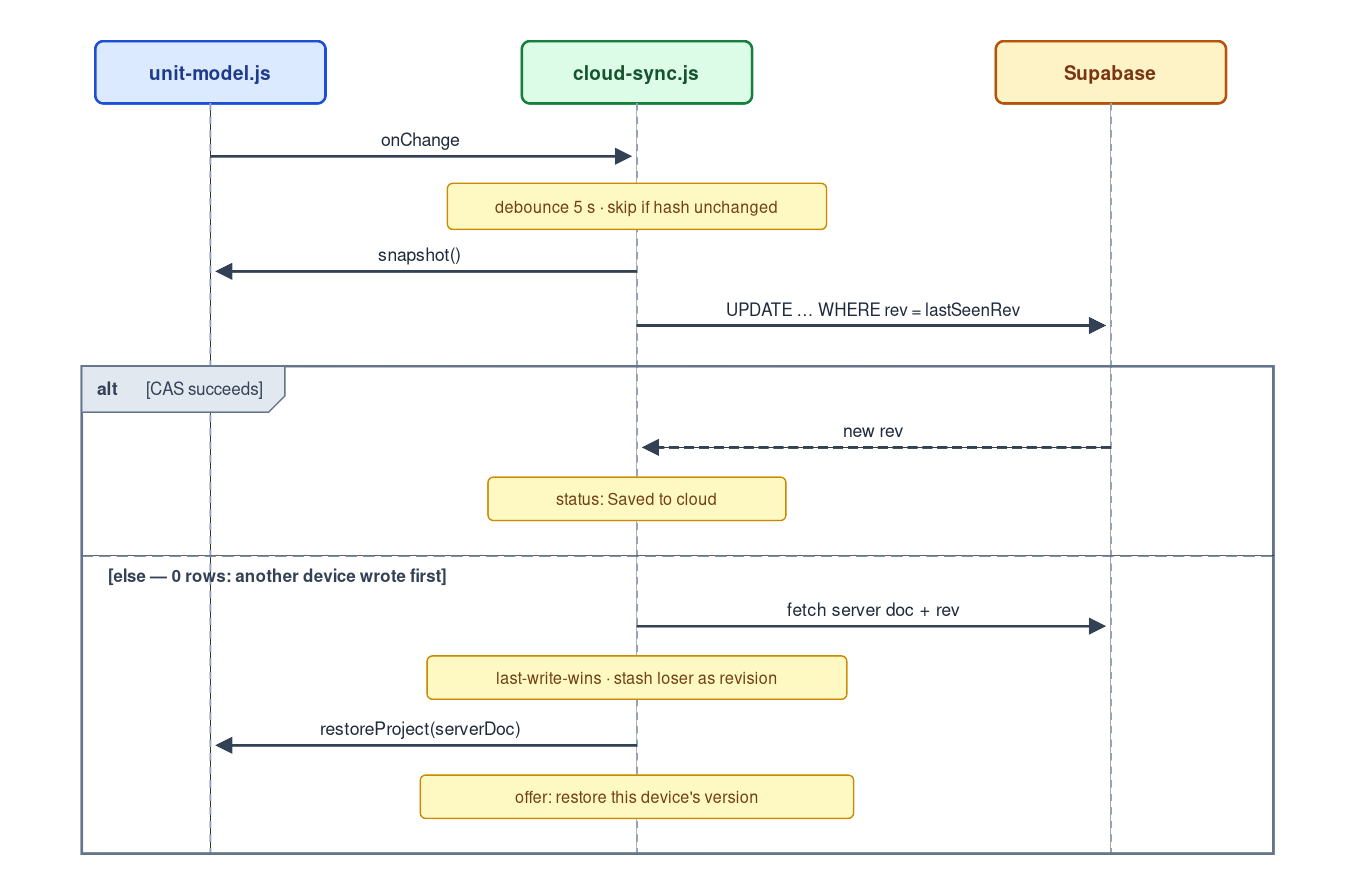 unit-model.js
cloud-sync.js
Supabase
onChange
debounce 5 s · skip if hash unchanged
snapshot()
UPDATE … WHERE rev = lastSeenRev
alt [CAS succeeds]
new rev
status: Saved to cloud
[else — 0 rows: another device wrote first]
fetch server doc + rev
last-write-wins · stash loser as revision
restoreProject(serverDoc)
offer: restore this device's version